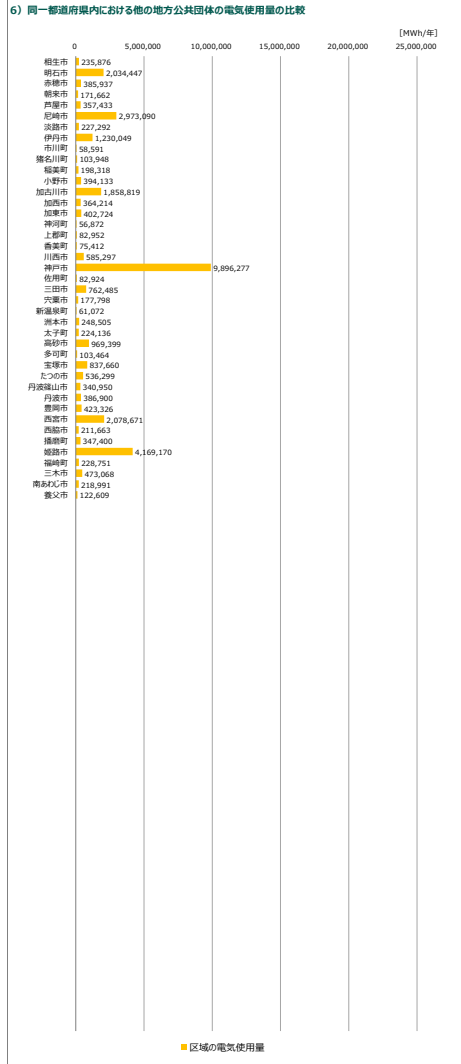 6）同一都道府県内における他の地方公共団体の電気使用量の比較
[MWh/年]
0 5,000,000 10,000,000 15,000,000 20,000,000 25,000,000
相生市 235,876
明石市 2,034,447
赤穂市 385,937
朝来市 171,662
芦屋市 357,433
尼崎市 2,973,090
淡路市 227,292
伊丹市 1,230,049
市川町 58,591
猪名川町 103,948
稲美町 198,318
小野市 394,133
加古川市 1,858,819
加西市 364,214
加東市 402,724
神河町 56,872
上郡町 82,952
香美町 75,412
川西市 585,297
神戸市 9,896,277
佐用町 82,924
三田市 762,485
宍粟市 177,798
新温泉町 61,072
洲本市 248,505
太子町 224,136
高砂市 969,399
多可町 103,464
宝塚市 837,660
たつの市 536,299
丹波篠山市 340,950
丹波市 386,900
豊岡市 423,326
西宮市 2,078,671
西脇市 211,663
播磨町 347,400
姫路市 4,169,170
福崎町 228,751
三木市 473,068
南あわじ市 218,991
養父市 122,609
区域の電気使用量